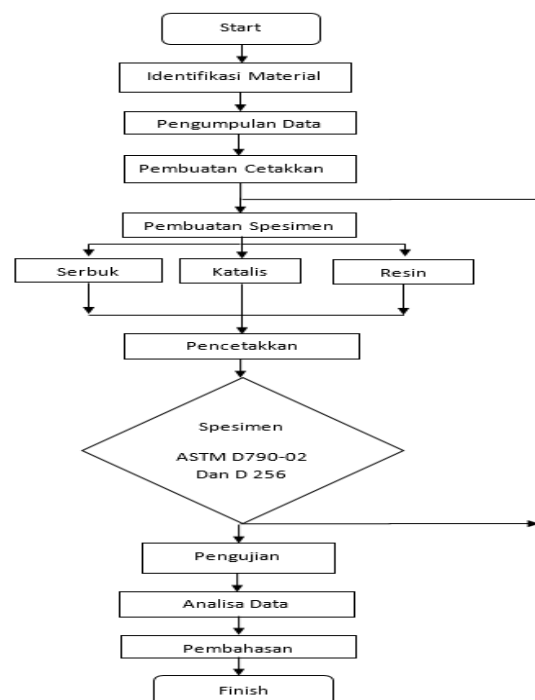 Start
Identifikasi Material
Pengumpulan Data
Pembuatan Cetakkan
Pembuatan Spesimen
Serbuk
Katalis
Resin
Pencetakkan
Spesimen
ASTM D790-02
Dan D 256
Pengujian
Analisa Data
Pembahasan
Finish